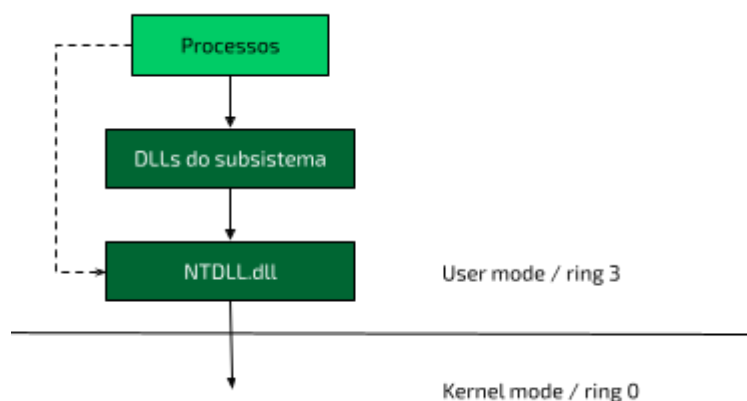 Processos
DLLs do subsistema
NTDLL.dll
User mode / ring 3
Kernel mode / ring 0